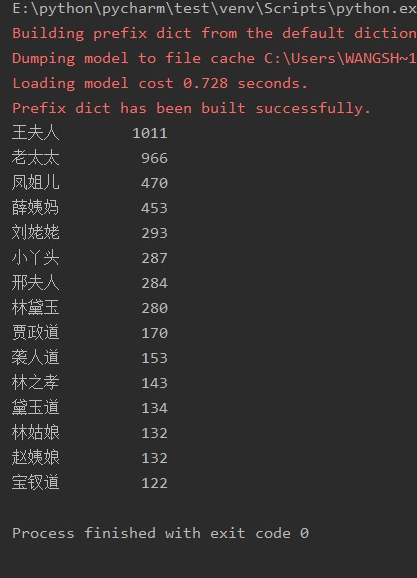 E:\python\pycharm\test\venv\Scripts\python.ex
Building prefix dict from the default diction
Dumping model to file cache C:\Users\WANGSH~1
Loading model cost 0.728 seconds.
Prefix dict has been built successfully.
王夫人 1011
老太太 966
凤姐儿 470
薛姨妈 453
刘姥姥 293
小丫头 287
邢夫人 284
林黛玉 280
贾政道 170
袭人道 153
林之孝 143
黛玉道 134
林姑娘 132
赵姨娘 132
宝钗道 122
Process finished with exit code 0